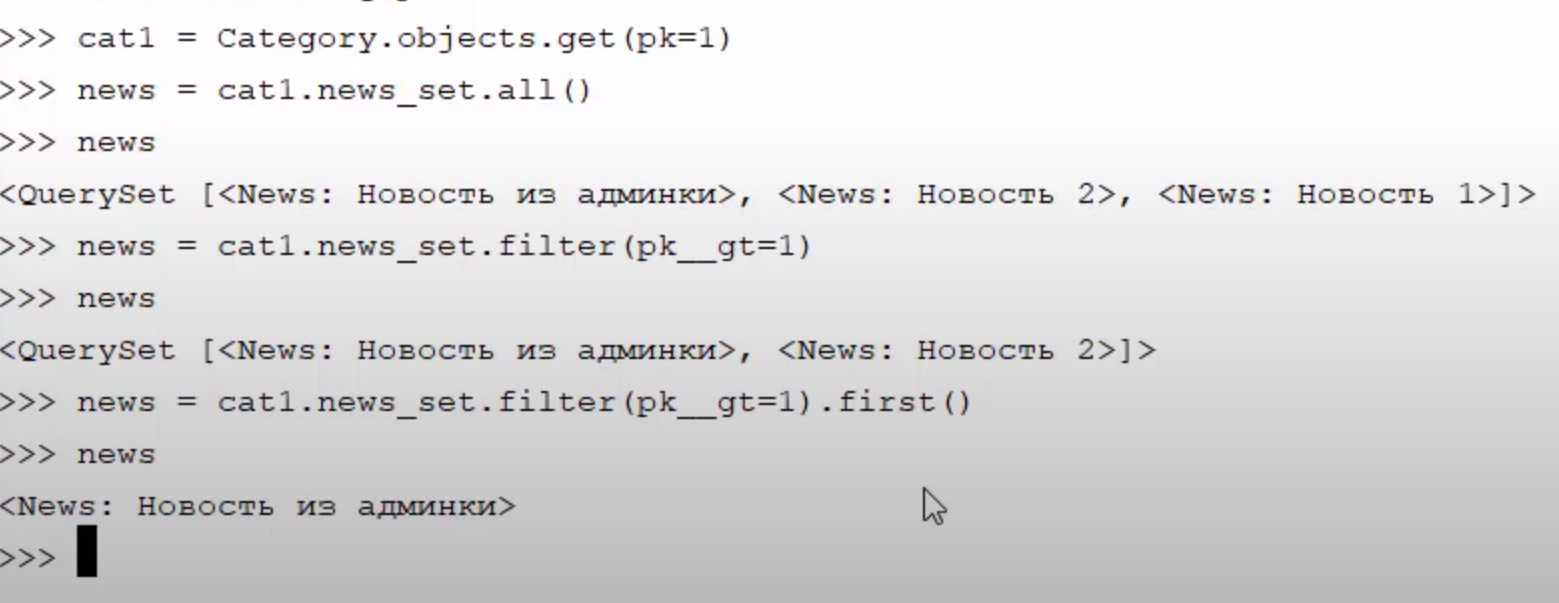 >>> cat1 = Category.objects.get(pk=1)
>>> news = cat1.news_set.all()
>>> news
<QuerySet [<News: Новость из админки>, <News: Новость 2>, <News: Новость 1>]>
>>> news = cat1.news_set.filter(pk__gt=1)
>>> news
<QuerySet [<News: Новость из админки>, <News: Новость 2>]>
>>> news = cat1.news_set.filter(pk__gt=1).first()
>>> news
<News: Новость из админки>
>>>